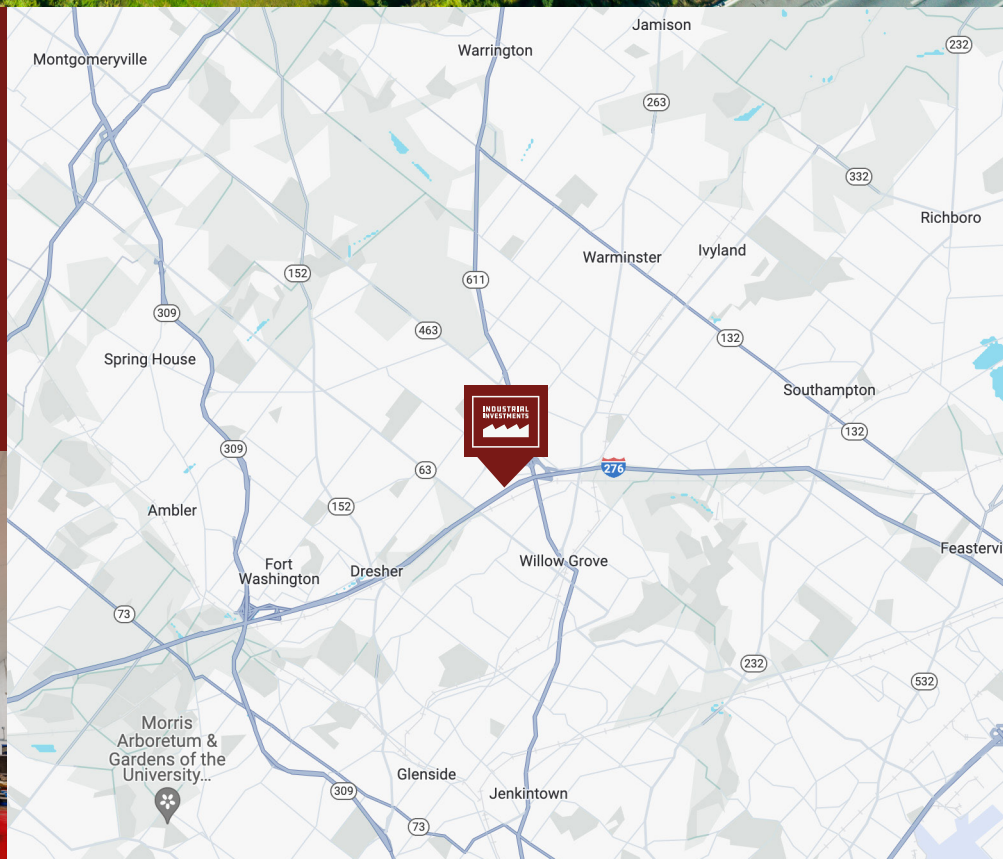 Jamison
232
Warrington
Montgomeryville
263
332
Richboro
Ivyland
Warminster
152
611
309
463
132
Spring House
Southampton
INDUSTRIAL
INVESTMENTS
132
309
63
276
152
Ambler
Feastervi
Willow Grove
Fort
Washington
Dresher
73
232
532
Morris
Arboretum &
Gardens of the
University...
Glenside
309
Jenkintown
73